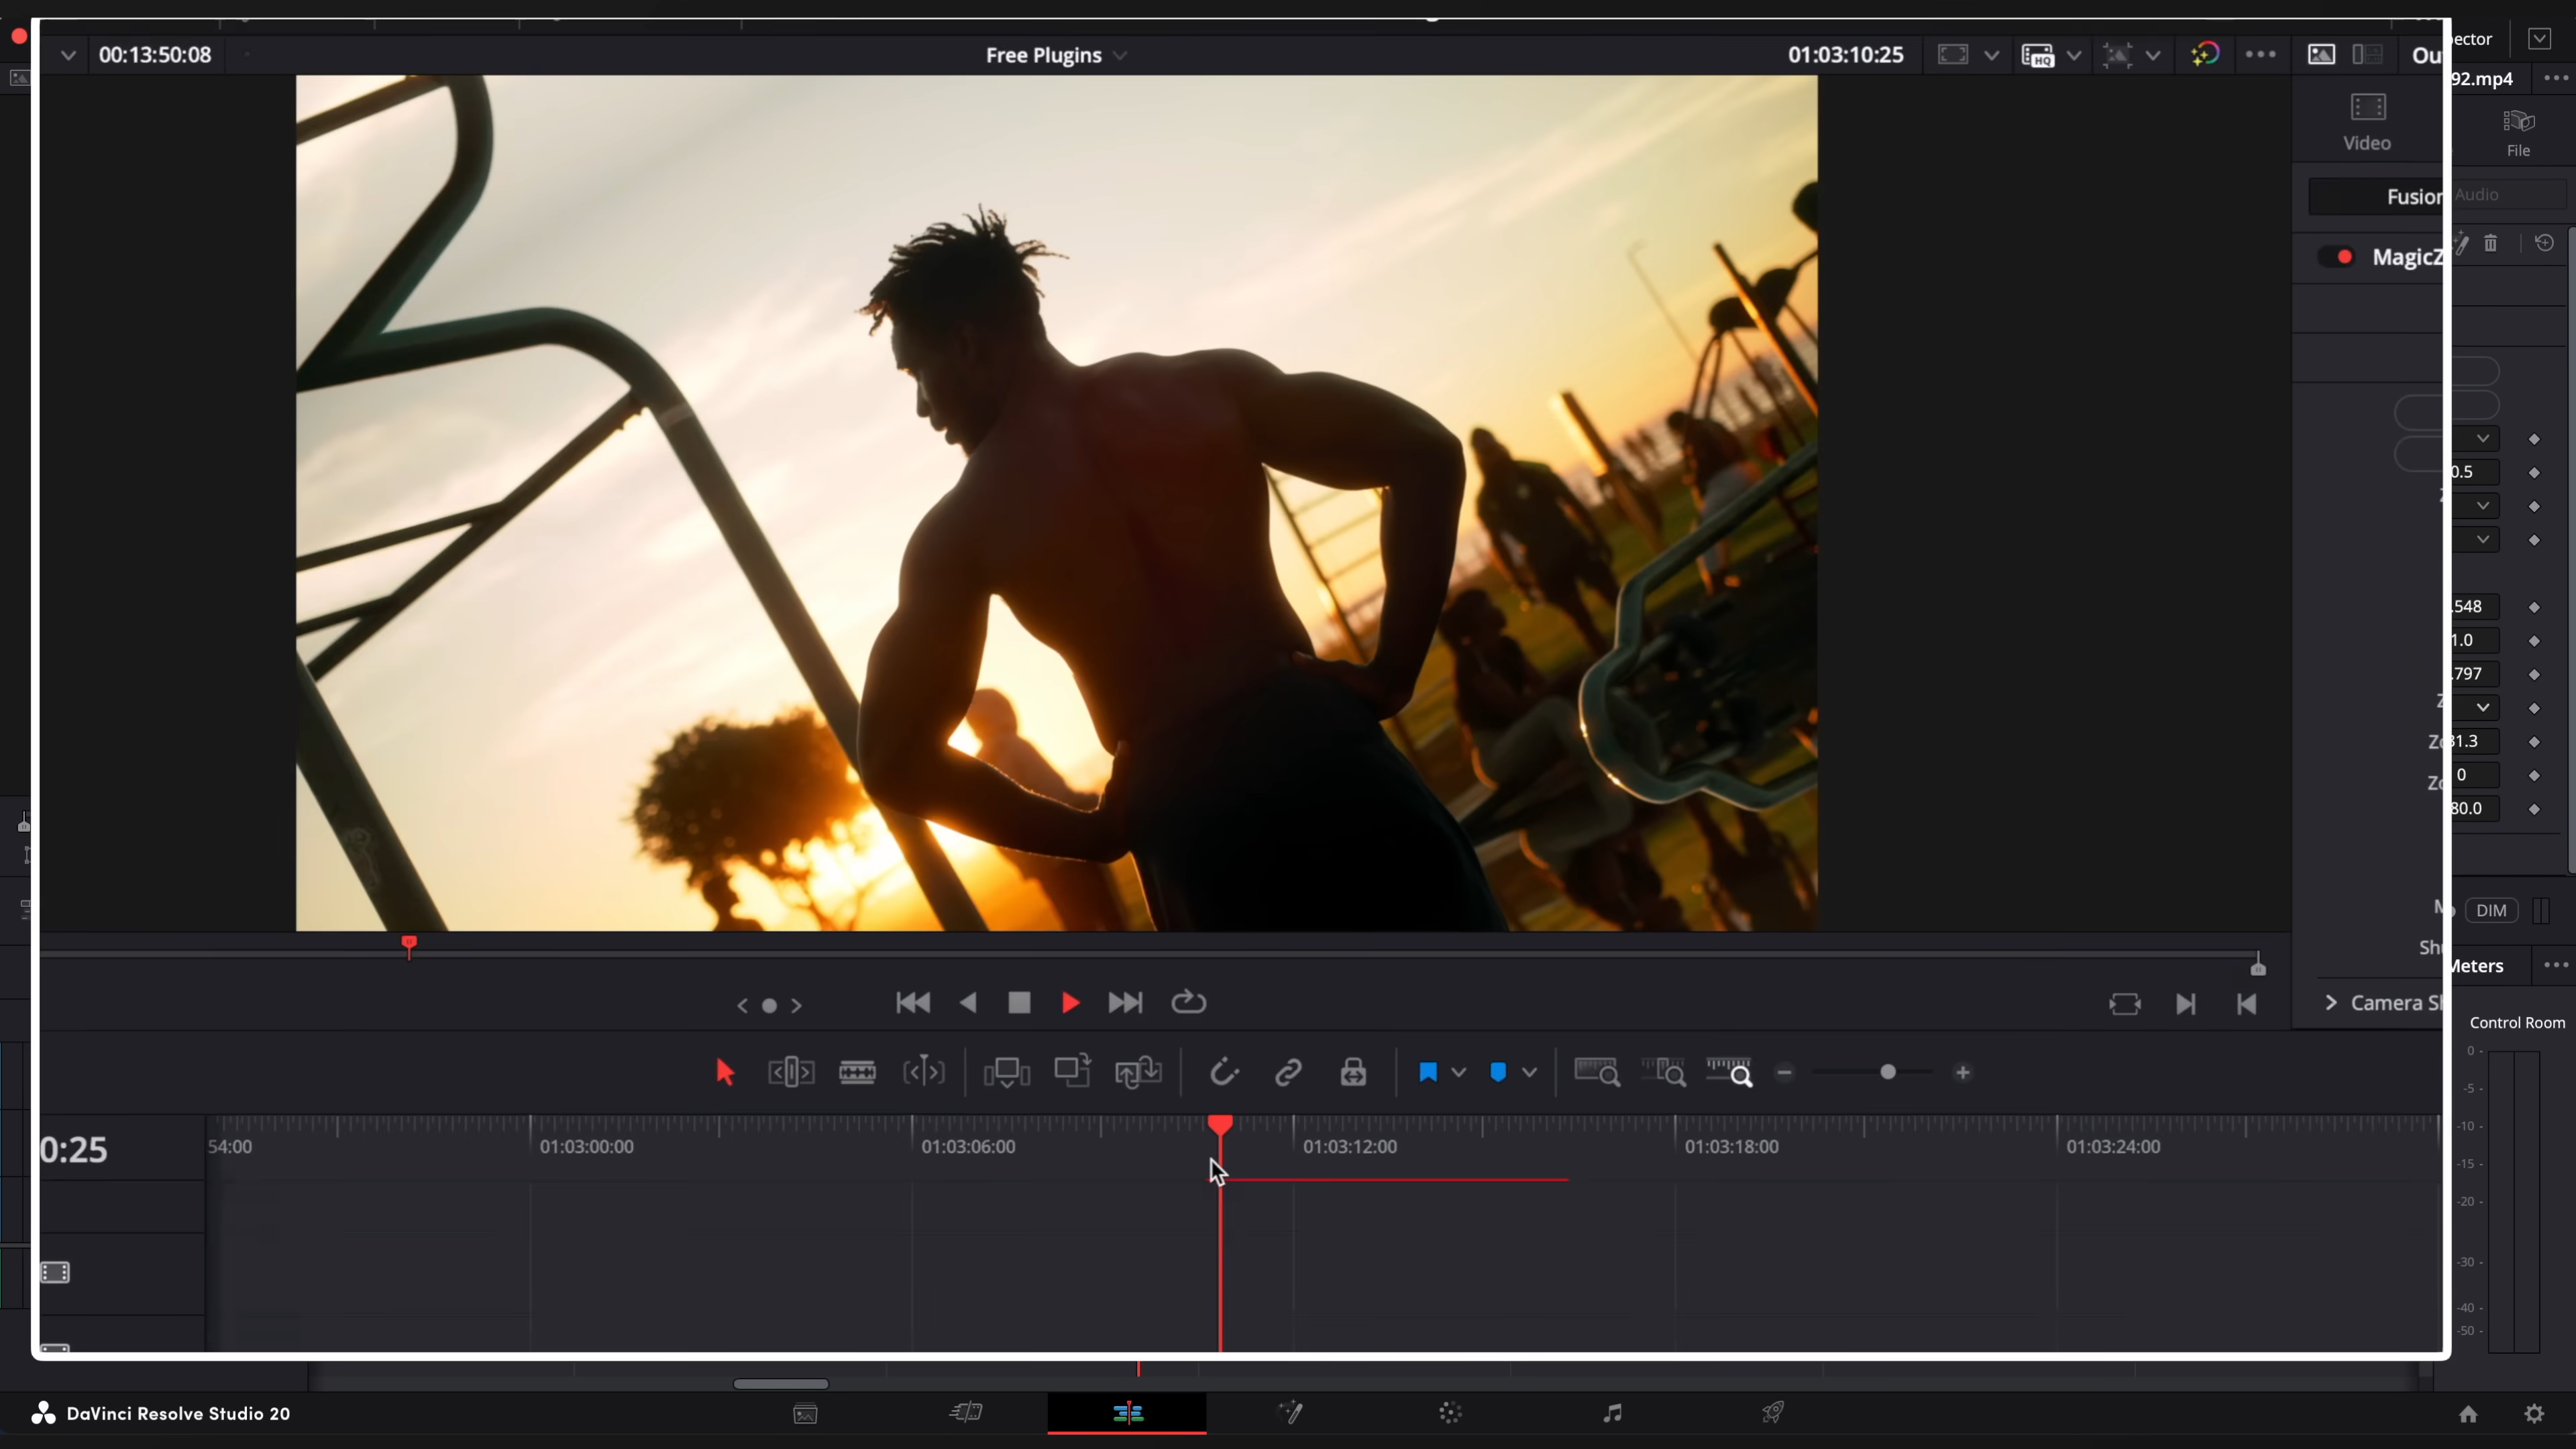 00:13:50:08
Free Plugins
01:03:10:25
HQ
Ou
ector
92.mp4
Video
File
Fusion
Audio
MagicZ
0.5
.548
1.0
.797
Zo
31.3
Zo
0
80.0
DIM
Sh
Meters
Camera S
Control Room
0:25
54:00
01:03:00:00
01:03:06:00
01:03:12:00
01:03:18:00
01:03:24:00
0
-5
-10
-15
-20
-30
-40
-50
DaVinci Resolve Studio 20